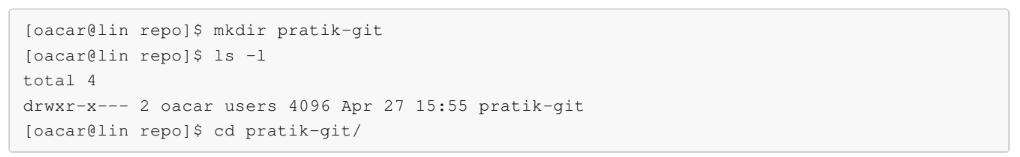 [oacar@lin repo]$ mkdir pratik-git
[oacar@lin repo]$ ls -l
total 4
drwxr-x--- 2 oacar users 4096 Apr 27 15:55 pratik-git
[oacar@lin repo]$ cd pratik-git/